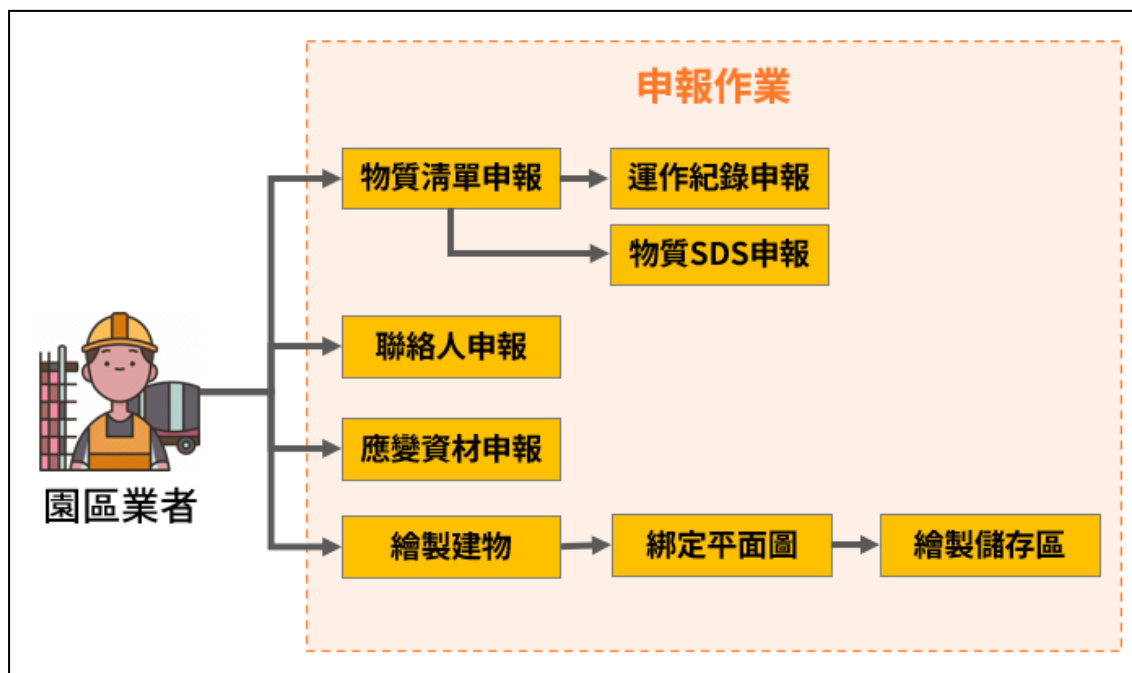 申報作業
物質清單申報
運作紀錄申報
物質SDS申報
聯絡人申報
應變資材申報
園區業者
繪製建物
綁定平面圖
繪製儲存區